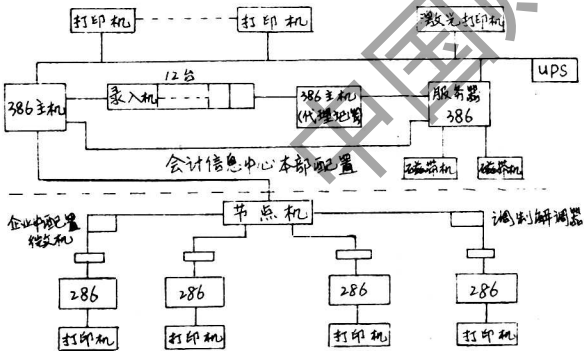 打印机 打印机 激光打印机
UPS
12台
386主机 录入机 386主机 服务器
(代理记账) 386
会计信息中心本部配置
磁带机 磁带机
企业中配置 节点机 调制解调器
微机
286 286 286 286
打印机 打印机 打印机 打印机